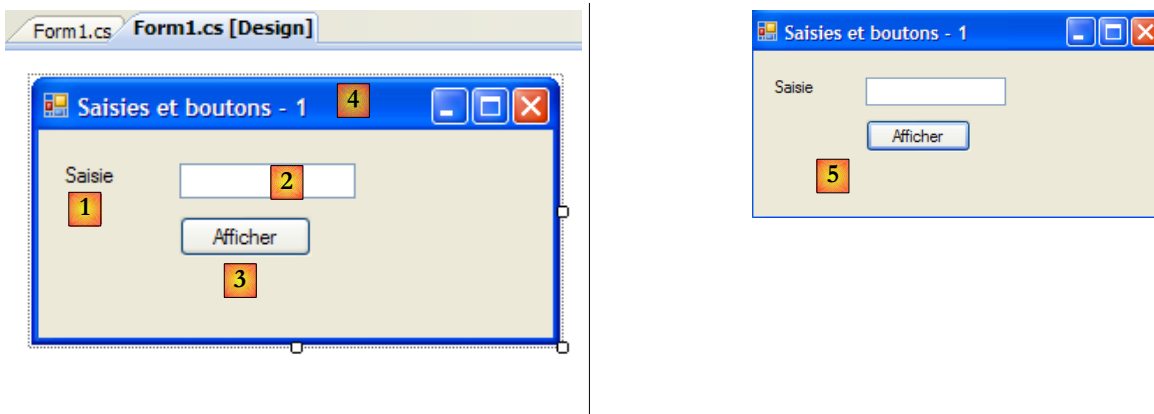 Form1.cs Form1.cs [Design]
Saisies et boutons - 1 4
Saisie 2
1
Afficher
3
Saisies et boutons - 1
Saisie
Afficher
5